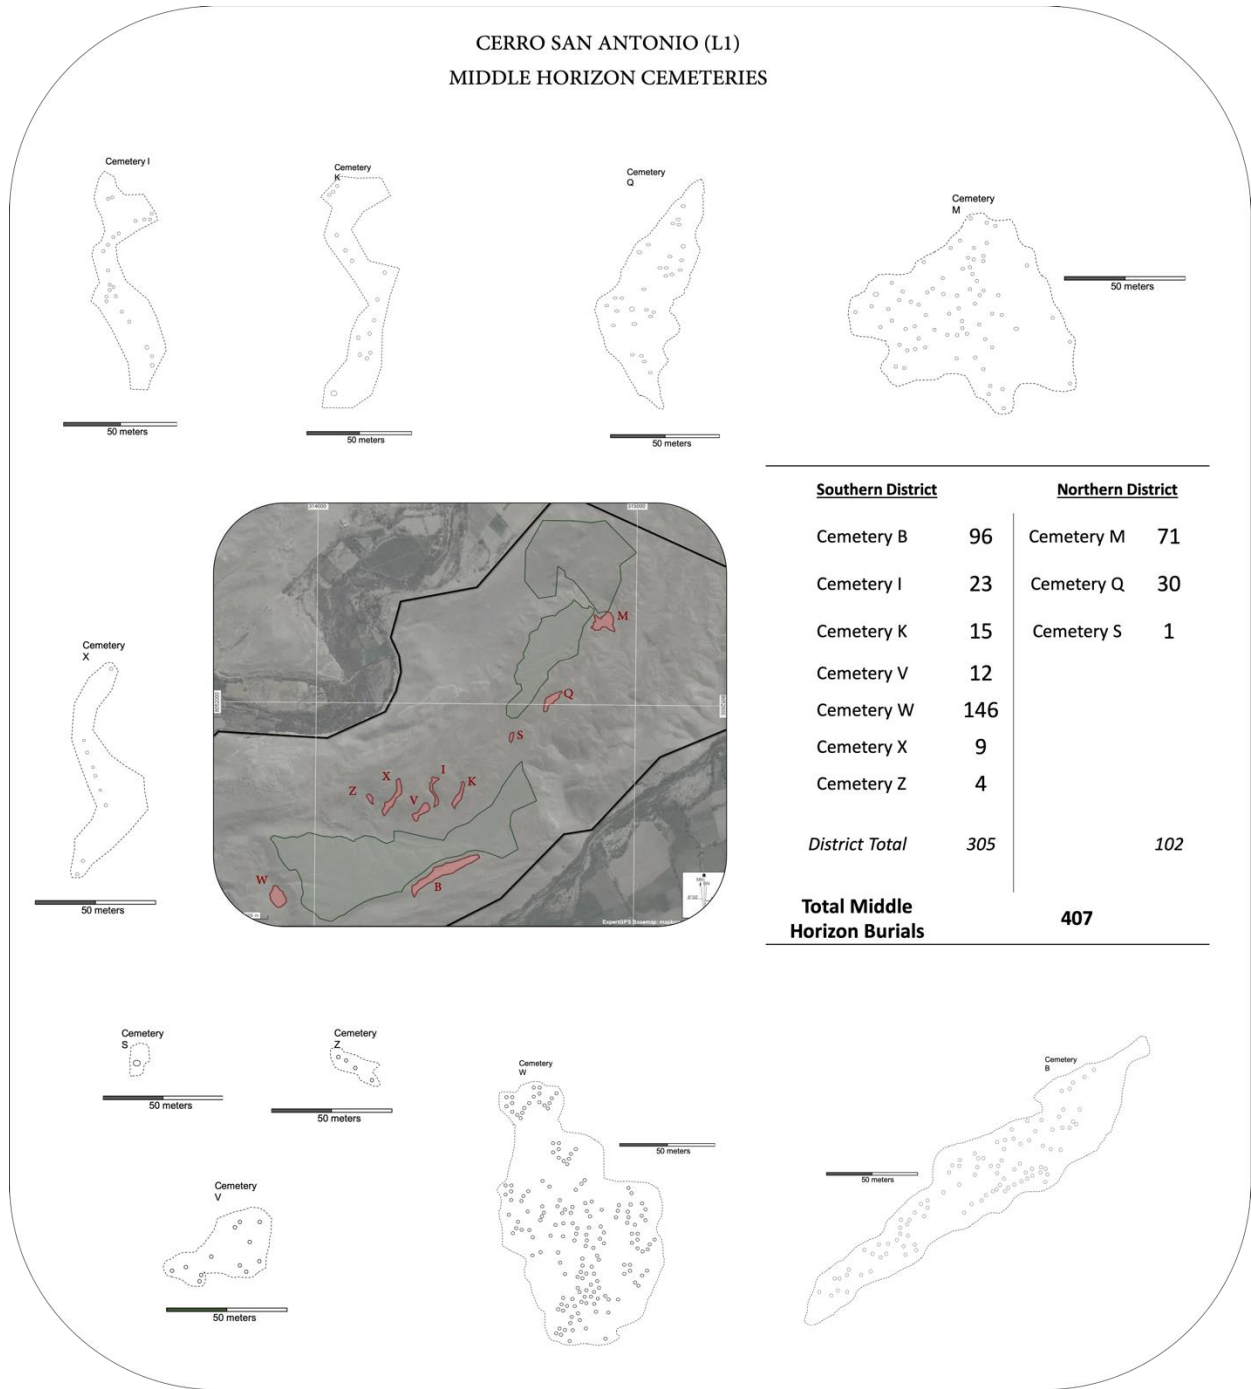 CERRO SAN ANTONIO (L1)
MIDDLE HORIZON CEMETERIES
Cemetery I
50 meters
Cemetery
K
50 meters
Cemetery
Q
50 meters
Cemetery
M
50 meters
Southern District
Northern District
Cemetery B 96 Cemetery M 71
Cemetery I 23 Cemetery Q 30
Cemetery K 15 Cemetery S 1
Cemetery V 12
Cemetery W 146
Cemetery X 9
Cemetery Z 4
District Total 305 102
Total Middle
Horizon Burials
407
M
Q
S
X
I
K
Z
V
W
B
ExpertGPS Basemap:
Cemetery
X
50 meters
Cemetery
S
50 meters
Cemetery
Z
50 meters
Cemetery
V
50 meters
Cemetery
W
50 meters
Cemetery
B
50 meters